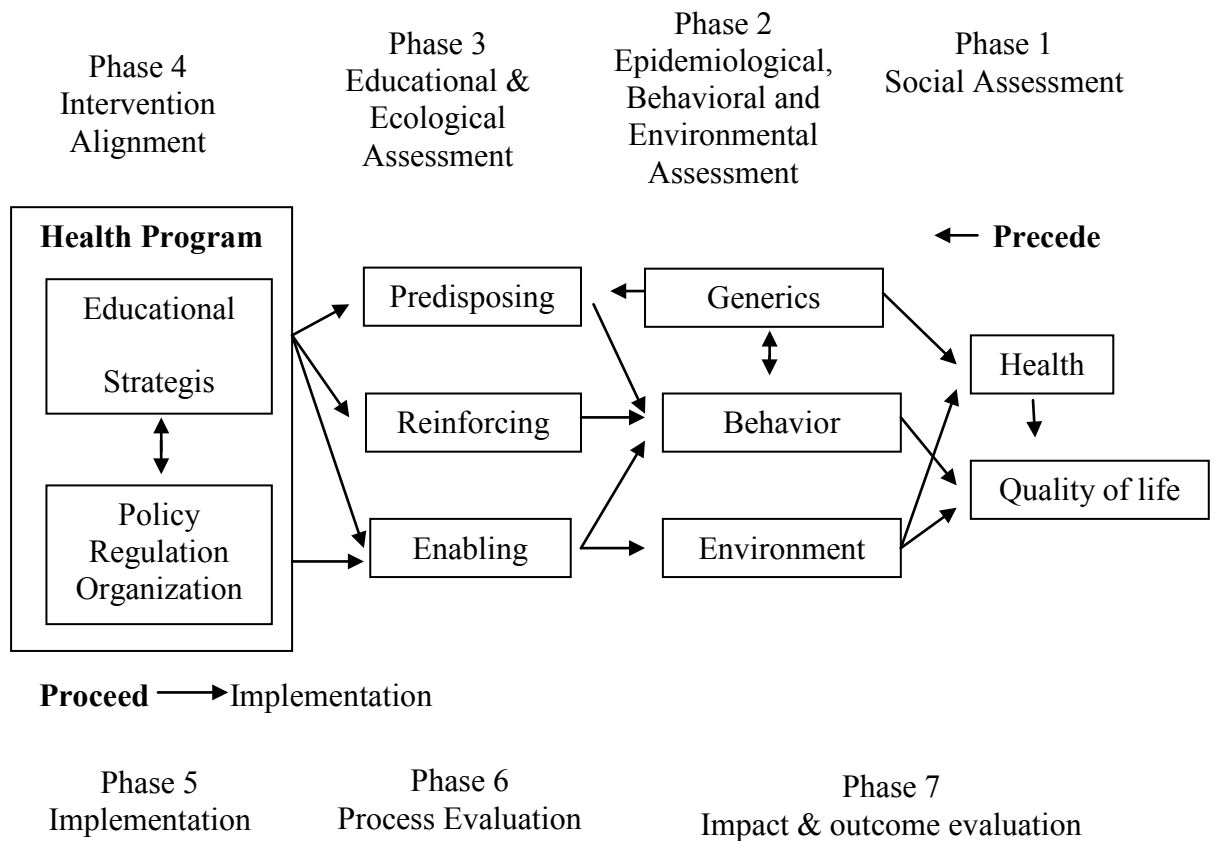 Phase 4
Intervention
Alignment
Phase 3
Educational &
Ecological
Assessment
Phase 2
Epidemiological,
Behavioral and
Environmental
Assessment
Phase 1
Social Assessment
Health Program
Educational
Strategis
Policy
Regulation
Organization
Predisposing
Reinforcing
Enabling
Generics
Behavior
Environment
Precede
Health
Quality of life
Proceed Implementation
Phase 5
Implementation
Phase 6
Process Evaluation
Phase 7
Impact & outcome evaluation